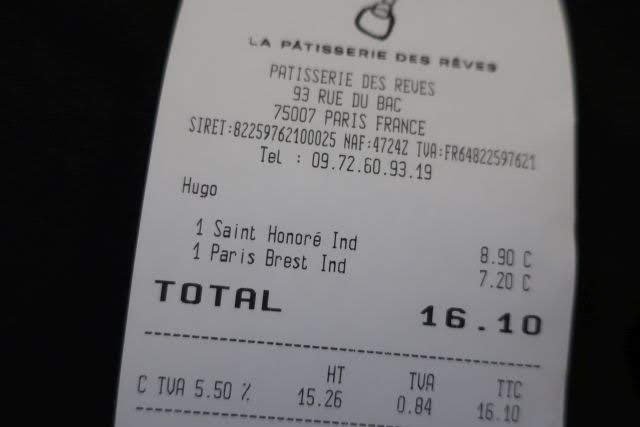 LA PÂTISSERIE DES RÊVES
PATISSERIE DES REVES
93 RUE DU BAC
75007 PARIS FRANCE
SIRET:82259762100025 NAF:4724Z TVA:FR64822597621
Tel : 09.72.60.93.19
Hugo
1 Saint Honoré Ind 8.90 C
1 Paris Brest Ind 7.20 C
TOTAL 16.10
HT TVA TTC
C TVA 5.50 % 15.26 0.84 16.10